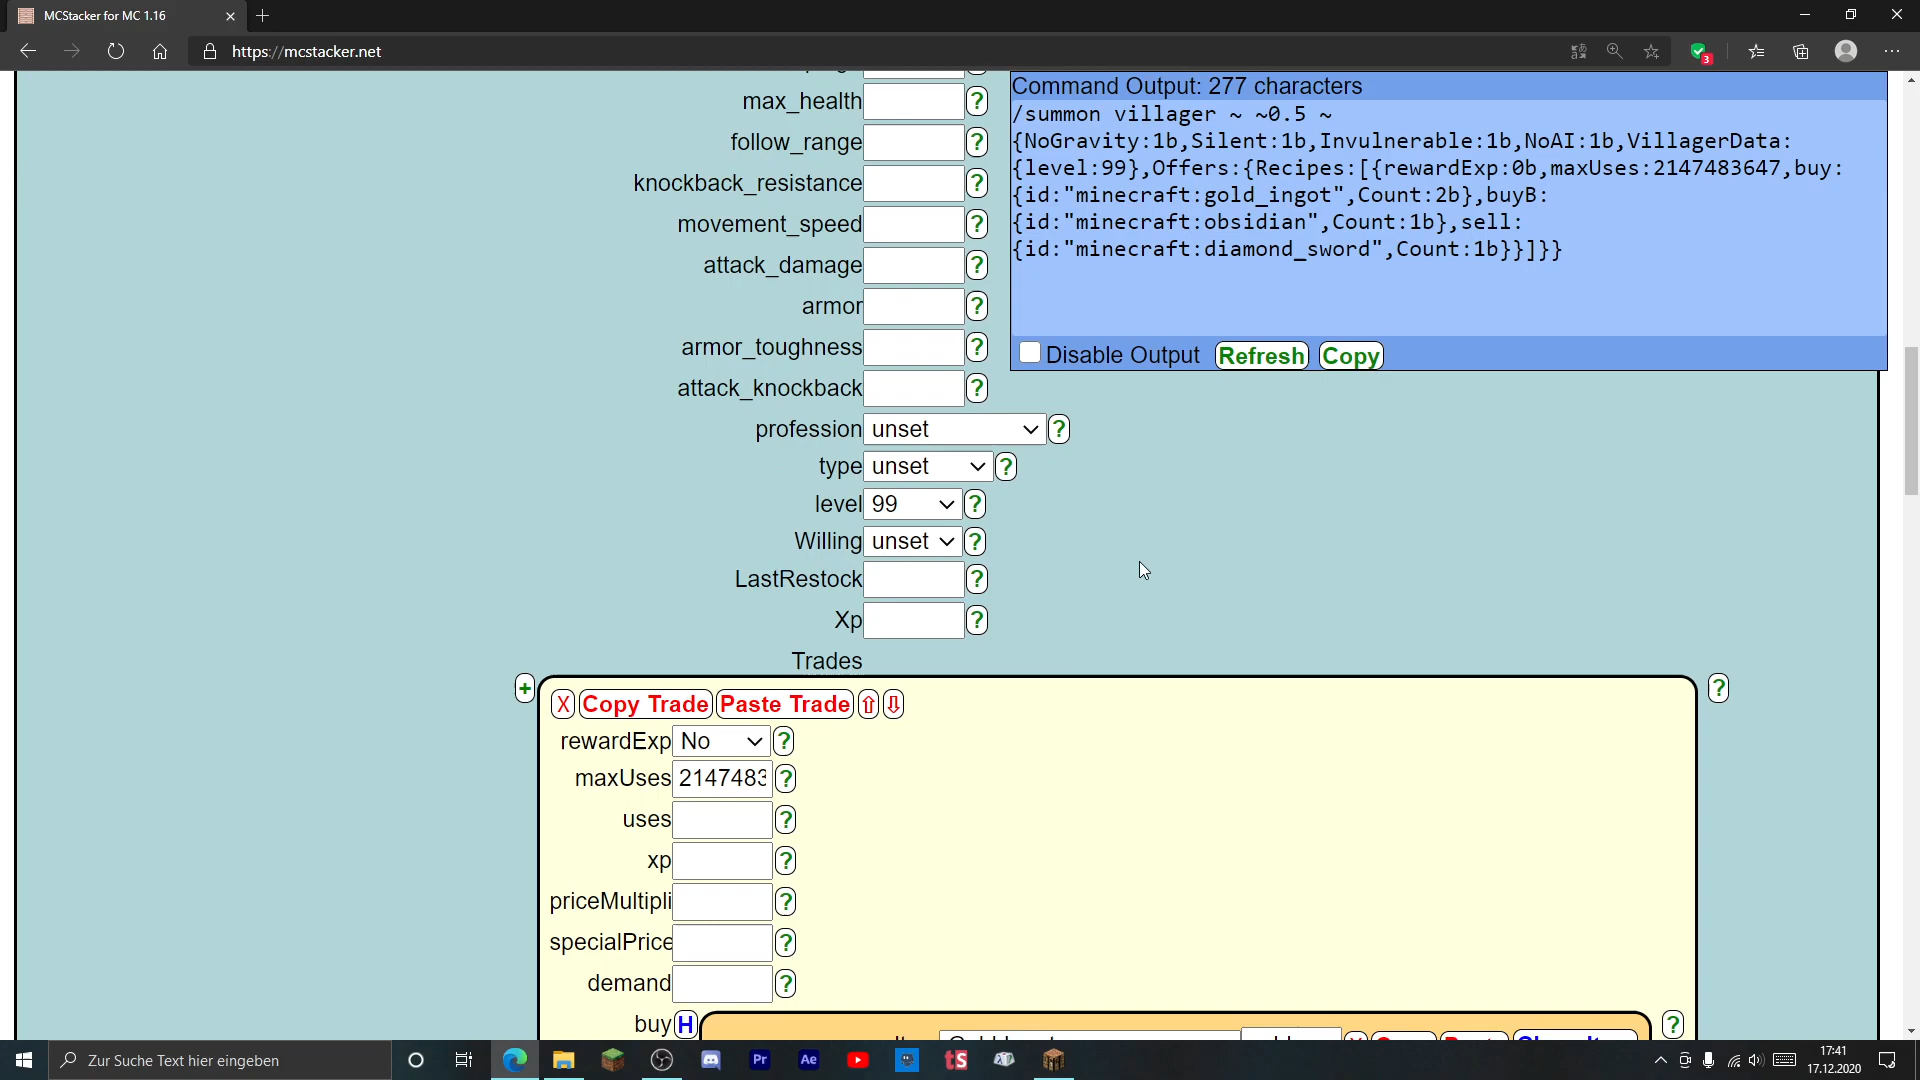 MCStacker for MC 1.16
https://mcstacker.net
3
Command Output: 277 characters
/summon villager ~ ~0.5 ~
{NoGravity:1b,Silent:1b,Invulnerable:1b,NoAI:1b,VillagerData:
{level:99},Offers:{Recipes:[{rewardExp:0b,maxUses:2147483647,buy:
{id:"minecraft:gold_ingot",Count:2b},buyB:
{id:"minecraft:obsidian",Count:1b},sell:
{id:"minecraft:diamond_sword",Count:1b}}]}}
Disable Output Refresh Copy
max_health ?
follow_range ?
knockback_resistance ?
movement_speed ?
attack_damage ?
armor ?
armor_toughness ?
attack_knockback ?
profession unset ?
type unset ?
level 99 ?
Willing unset ?
LastRestock ?
Xp ?
Trades
+ X Copy Trade Paste Trade ⇧ ⇩ ?
rewardExp No ?
maxUses 2147483 ?
uses ?
xp ?
priceMultipli ?
specialPrice ?
demand ?
buy H ?
Zur Suche Text hier eingeben
Pr
Ae
tS
17:41
17.12.2020